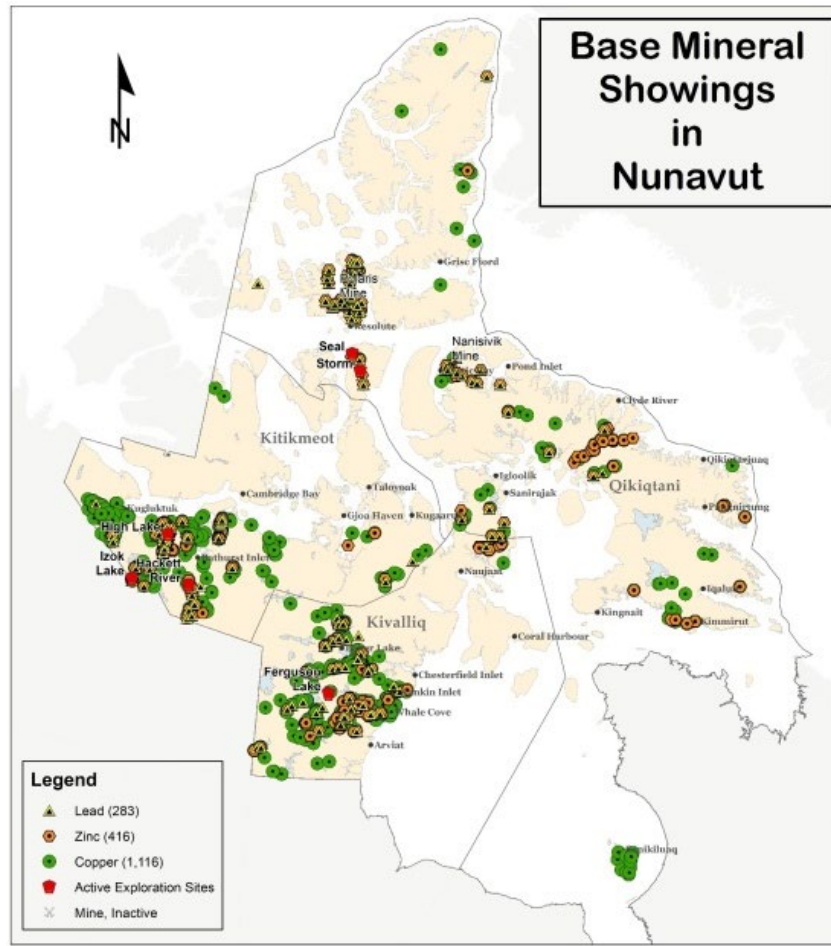 Base Mineral
Showings
in
Nunavut
N
Grise Fiord
Mine
Resolute
Seal
Storm
Nanisivik
Mine
Pond Inlet
Clyde River
Kitikmeot
Cambridge Bay
Taloyoak
Gjoa Haven
Igloolik
Sanirajak
Qikiqtani
Kugluktuk
High Lake
Izok
Lake
Hackett
River
Bathurst Inlet
Naujaat
Kivalliq
Kingnait
Kimmirut
Coral Harbour
Ferguson
Lake
Chesterfield Inlet
Whale Cove
Arviat
Legend
Lead (283)
Zinc (416)
Copper (1,116)
Active Exploration Sites
Mine, Inactive